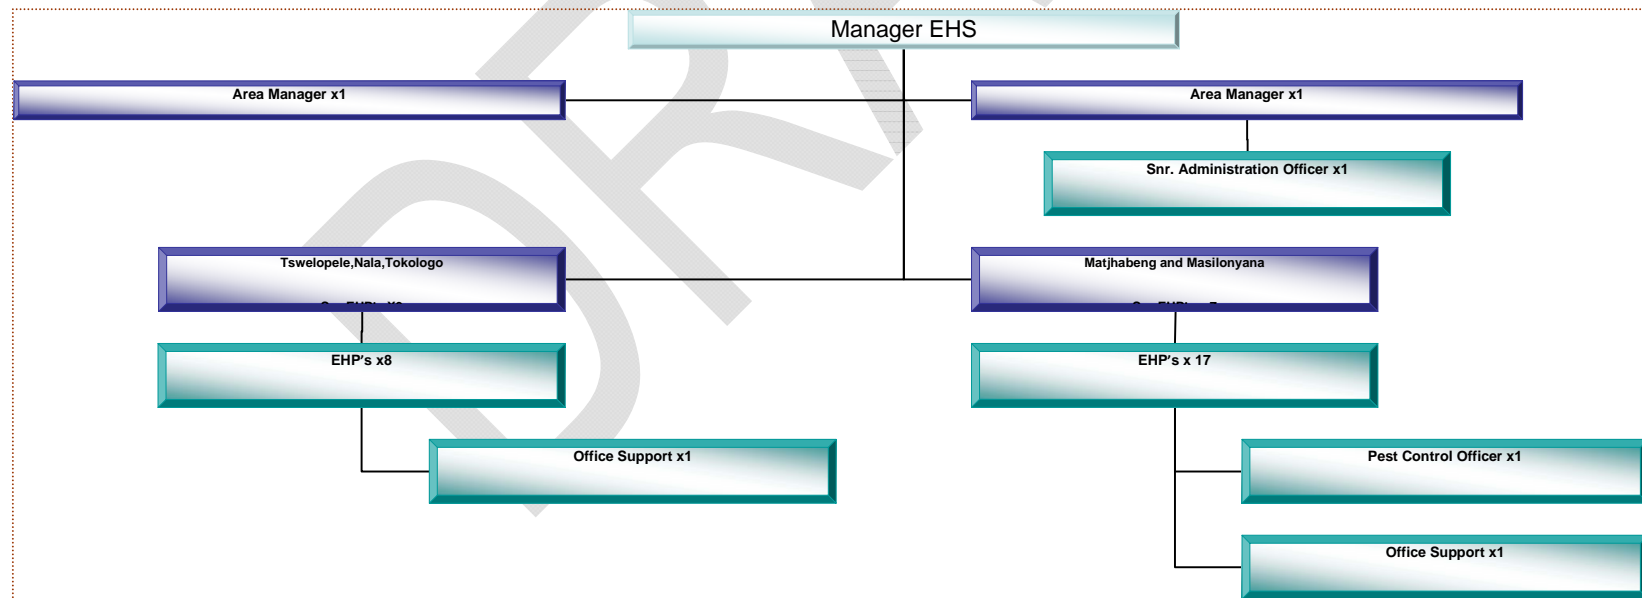 Manager EHS
Area Manager x1
Area Manager x1
Snr. Administration Officer x1
Tswelopele,Nala,Tokologo
Matjhabeng and Masilonyana
EHP's x8
EHP's x 17
Office Support x1
Pest Control Officer x1
Office Support x1